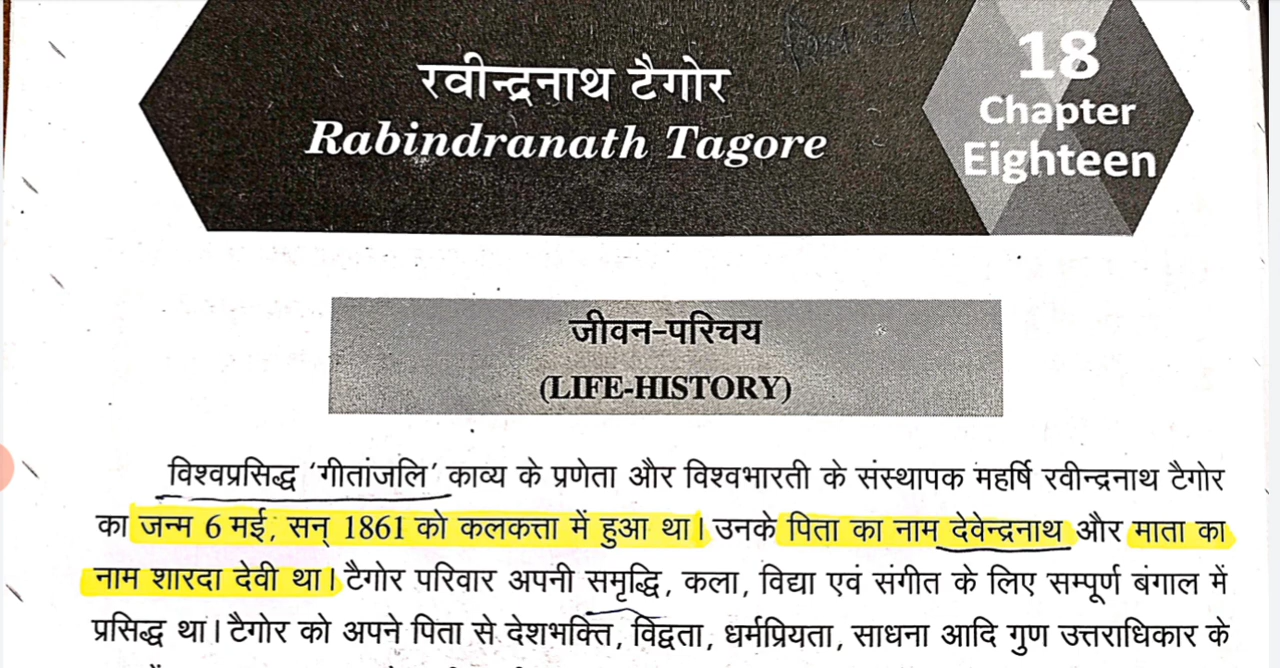 रवीन्द्रनाथ टैगोर
Rabindranath Tagore
18
Chapter
Eighteen
जीवन-परिचय
(LIFE-HISTORY)
विश्वप्रसिद्ध 'गीतांजलि' काव्य के प्रणेता और विश्वभारती के संस्थापक महर्षि रवीन्द्रनाथ टैगोर
का जन्म 6 मई, सन् 1861 को कलकत्ता में हुआ था। उनके पिता का नाम देवेन्द्रनाथ और माता का
नाम शारदा देवी था। टैगोर परिवार अपनी समृद्धि, कला, विद्या एवं संगीत के लिए सम्पूर्ण बंगाल में
प्रसिद्ध था। टैगोर को अपने पिता से देशभक्ति, विद्वता, धर्मप्रियता, साधना आदि गुण उत्तराधिकार के